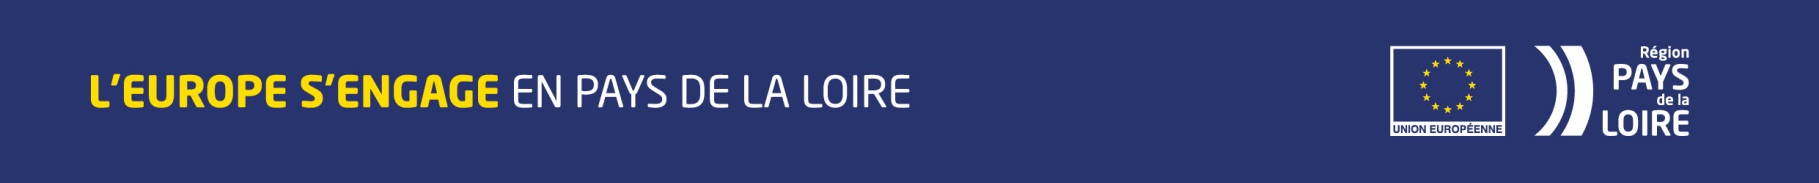 L'EUROPE S'ENGAGE EN PAYS DE LA LOIRE
UNION EUROPÉENNE
Région
PAYS
de la
LOIRE